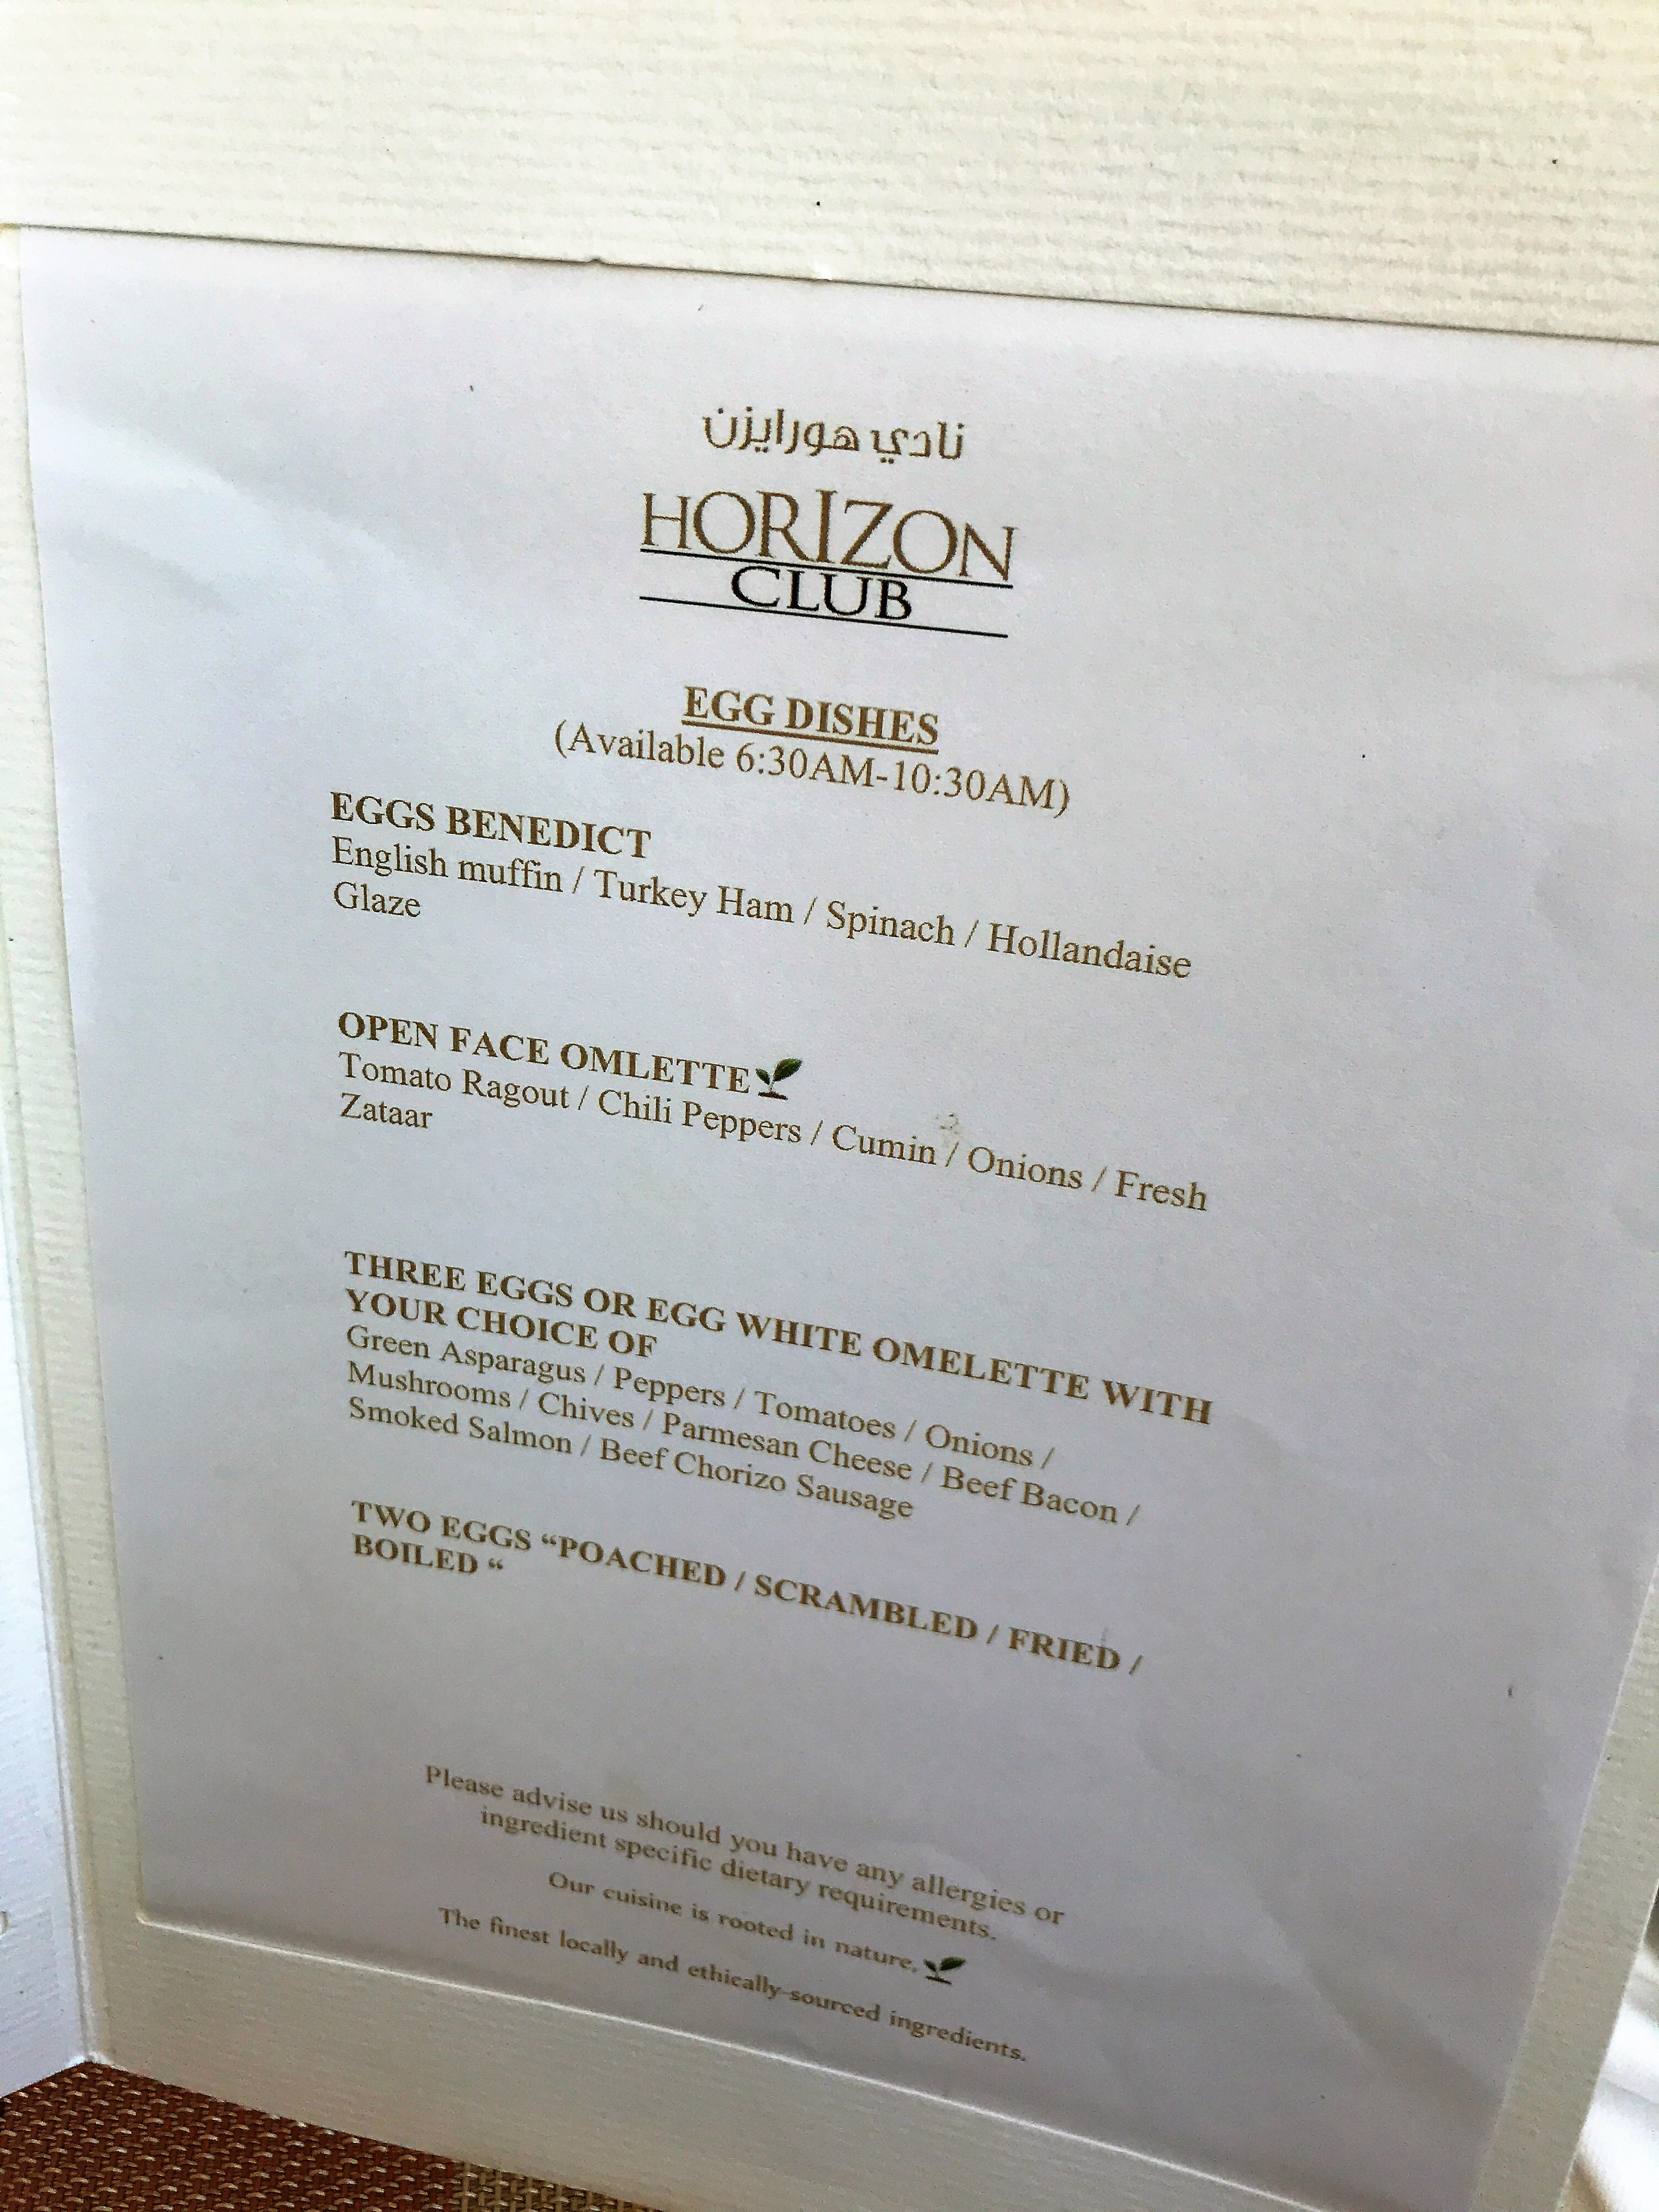 نادي هورايزن
HORIZON
CLUB
EGG DISHES
(Available 6:30AM-10:30AM)
EGGS BENEDICT
English muffin / Turkey Ham / Spinach / Hollandaise
Glaze
OPEN FACE OMLETTE
Tomato Ragout / Chili Peppers / Cumin / Onions / Fresh
Zataar
THREE EGGS OR EGG WHITE OMELETTE WITH
YOUR CHOICE OF
Green Asparagus / Peppers / Tomatoes / Onions /
Mushrooms / Chives / Parmesan Cheese / Beef Bacon /
Smoked Salmon / Beef Chorizo Sausage
TWO EGGS “POACHED / SCRAMBLED / FRIED /
BOILED “
Please advise us should you have any allergies or
ingredient specific dietary requirements.
Our cuisine is rooted in nature.
The finest locally and ethically-sourced ingredients.